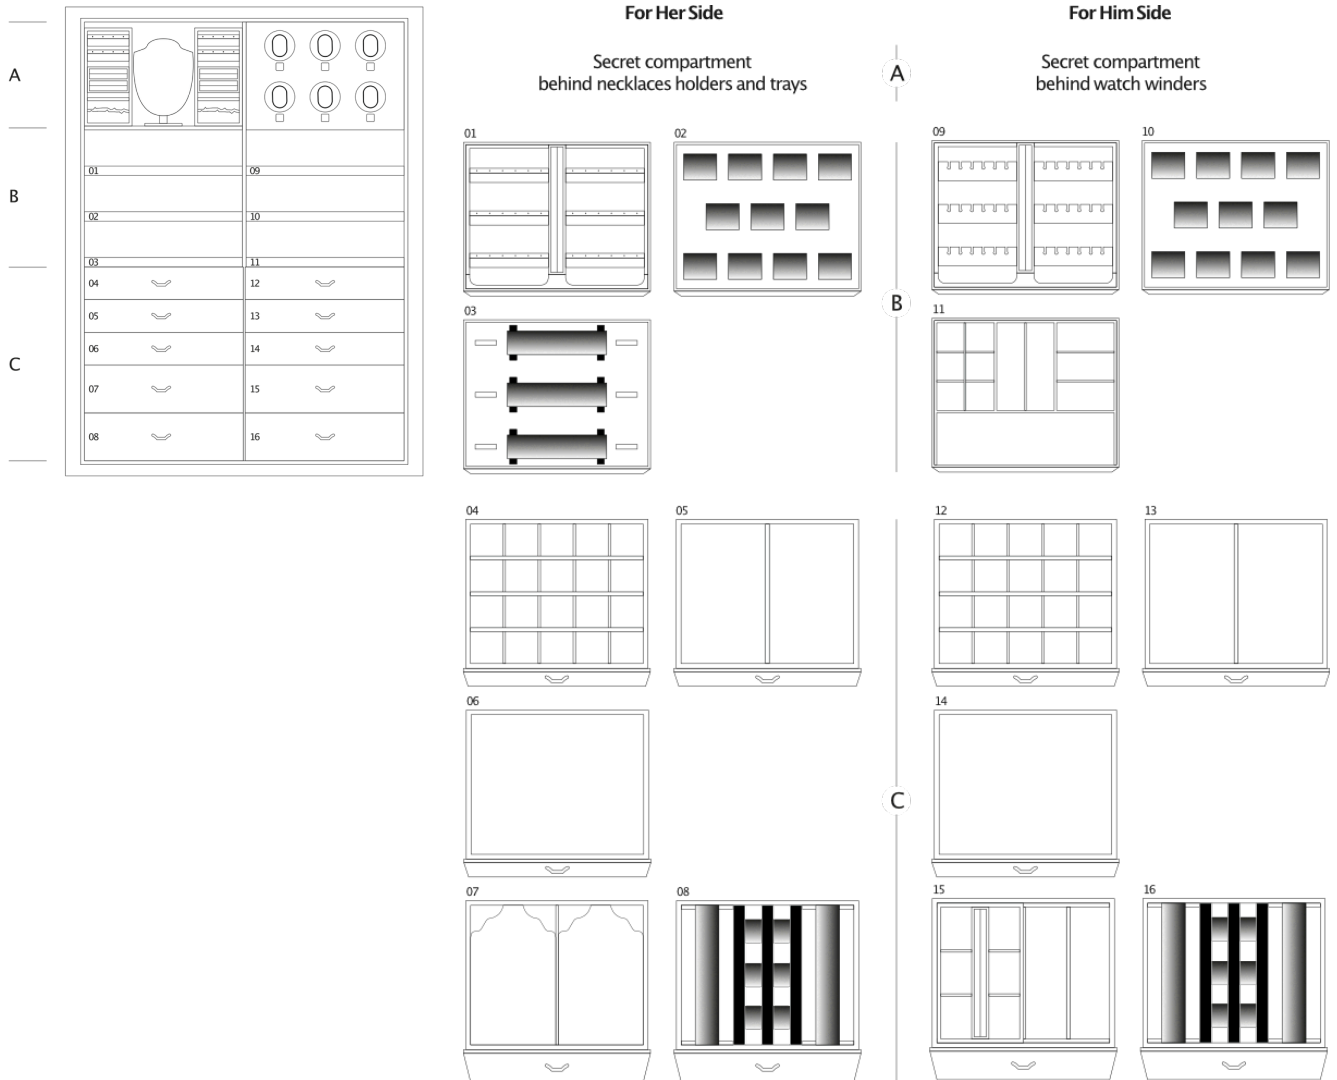 For Her Side
For Him Side
A
Secret compartment
behind necklaces holders and trays
A
Secret compartment
behind watch winders
01
02
09
10
B
01
09
02
10
03
11
03
B
11
C
04
12
05
13
06
14
07
15
08
16
04
05
12
13
06
14
C
07
08
15
16